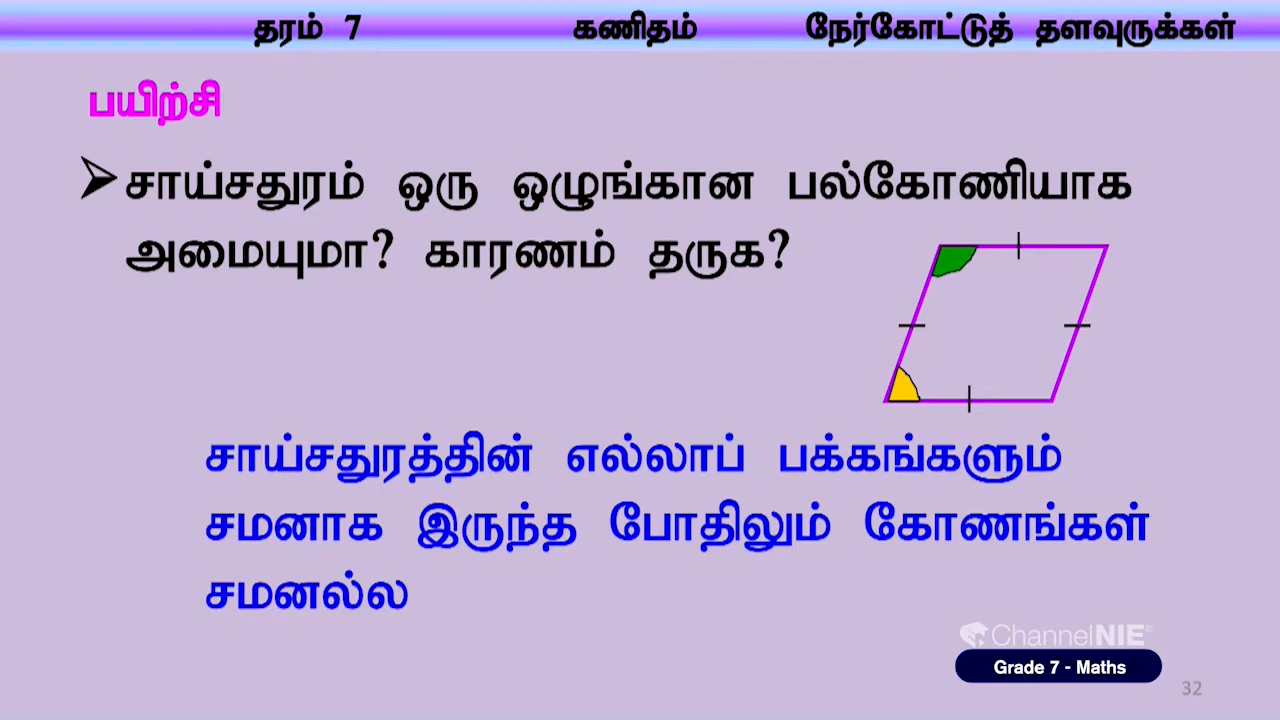 தரம் 7 கணிதம் நேர்கோட்டுத் தளவுருக்கள்
பயிற்சி
➢சாய்சதுரம் ஒரு ஒழுங்கான பல்கோணியாக
அமையுமா? காரணம் தருக?
சாய்சதுரத்தின் எல்லாப் பக்கங்களும்
சமனாக இருந்த போதிலும் கோணங்கள்
சமனல்ல
ChannelNIE
Grade 7 - Maths
32